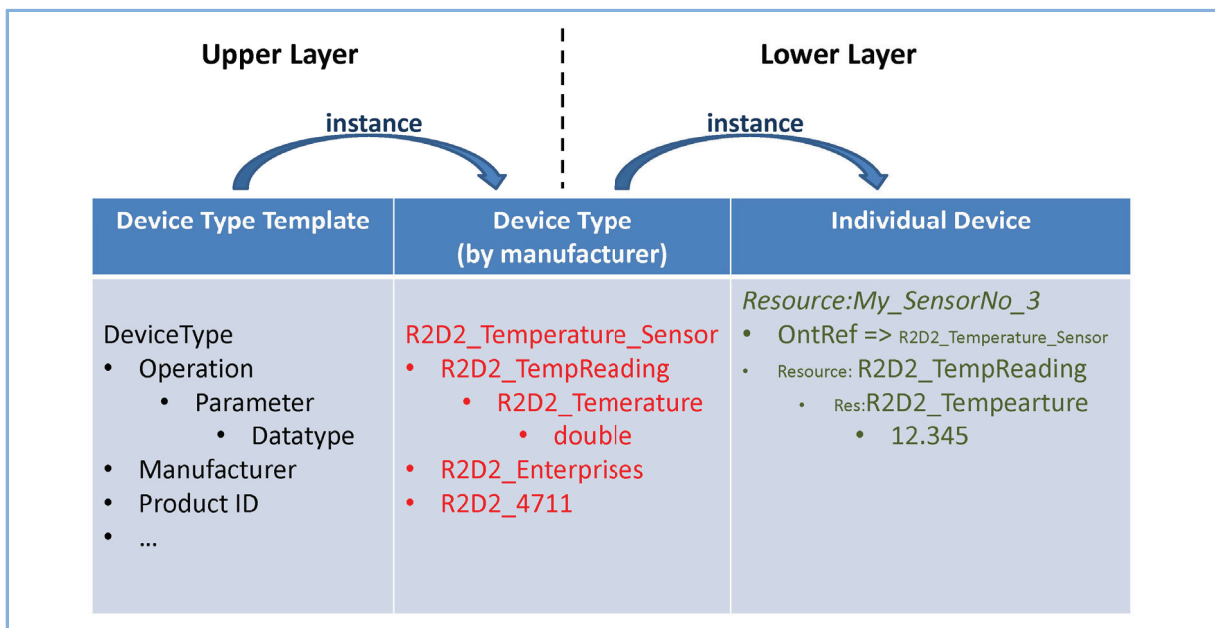 Upper Layer
Lower Layer
instance
instance
Device Type Template
Device Type
(by manufacturer)
Individual Device
DeviceType
• Operation
• Parameter
• Datatype
• Manufacturer
• Product ID
• ...
R2D2_Temperature_Sensor
• R2D2_TempReading
• R2D2_Temerature
• double
• R2D2_Enterprises
• R2D2_4711
Resource:My_SensorNo_3
• OntRef => R2D2_Temperature_Sensor
• Resource: R2D2_TempReading
• Res:R2D2_Tempearture
• 12.345